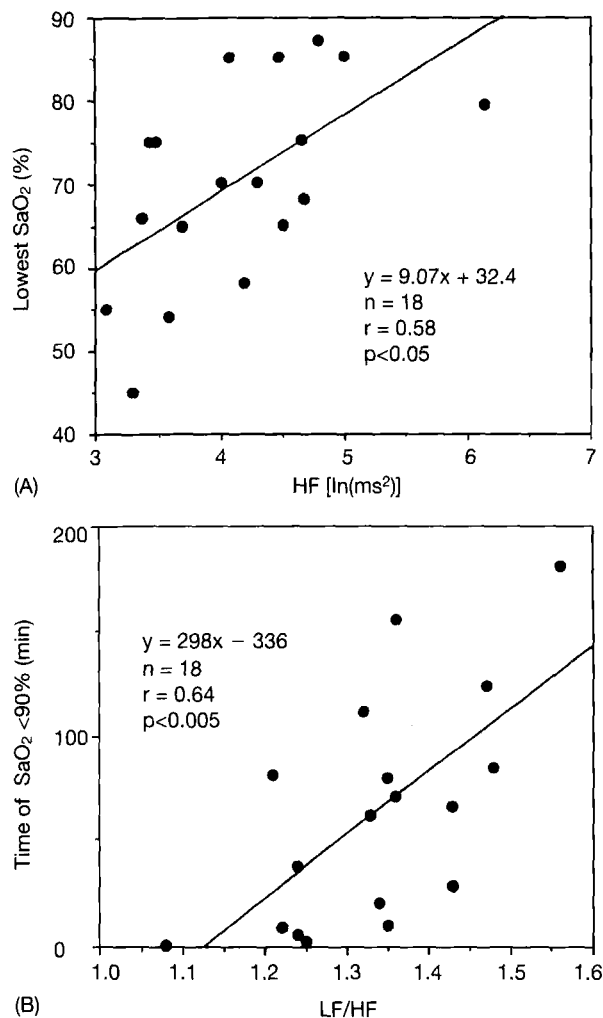 90
80
70
60
50
40
Lowest SaO₂ (%)
y = 9.07x + 32.4
n = 18
r = 0.58
p<0.05
3 4 5 6 7
HF [ln(ms²)]
(A)
200
100
0
Time of SaO₂ <90% (min)
y = 298x − 336
n = 18
r = 0.64
p<0.005
1.0 1.1 1.2 1.3 1.4 1.5 1.6
LF/HF
(B)